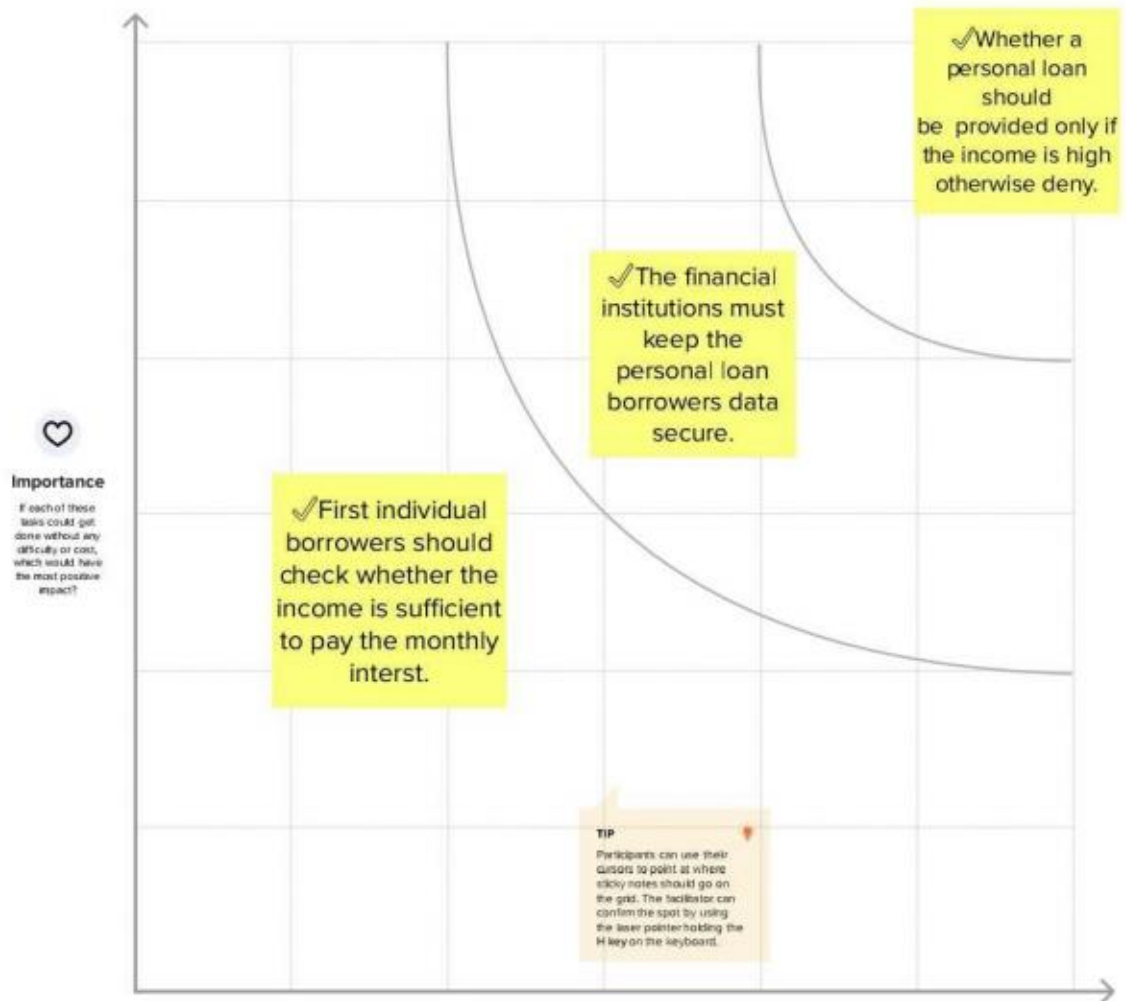 ✓Whether a
personal loan
should
be provided only if
the income is high
otherwise deny.
✓The financial
institutions must
keep the
personal loan
borrowers data
secure.
Importance
If each of these
tasks could get
done without any
difficulty or cost,
which would have
the most positive
impact?
✓First individual
borrowers should
check whether the
income is sufficient
to pay the monthly
interst.
TIP
Participants can use their
cursors to point at where
sticky notes should go on
the grid. The facilitator can
confirm the spot by using
the laser pointer holding the
H key on the keyboard.